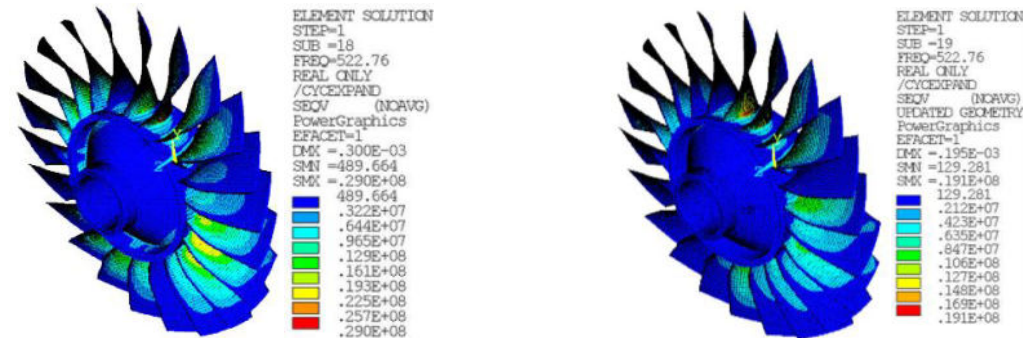 ELEMENT SOLUTION
STEP=1
SUB =18
FREQ=522.76
REAL ONLY
/CYCEXPAND
SEQV (NOAVG)
PowerGraphics
EFACET=1
DMX =.300E-03
SMN =489.664
SMX =.290E+08
489.664
.322E+07
.644E+07
.965E+07
.129E+08
.161E+08
.193E+08
.225E+08
.257E+08
.290E+08
ELEMENT SOLUTION
STEP=1
SUB =19
FREQ=522.76
REAL ONLY
/CYCEXPAND
SEQV (NOAVG)
UPDATED GEOMETRY
PowerGraphics
EFACET=1
DMX =.195E-03
SMN =129.281
SMX =.191E+08
129.281
.212E+07
.423E+07
.635E+07
.847E+07
.106E+08
.127E+08
.148E+08
.169E+08
.191E+08